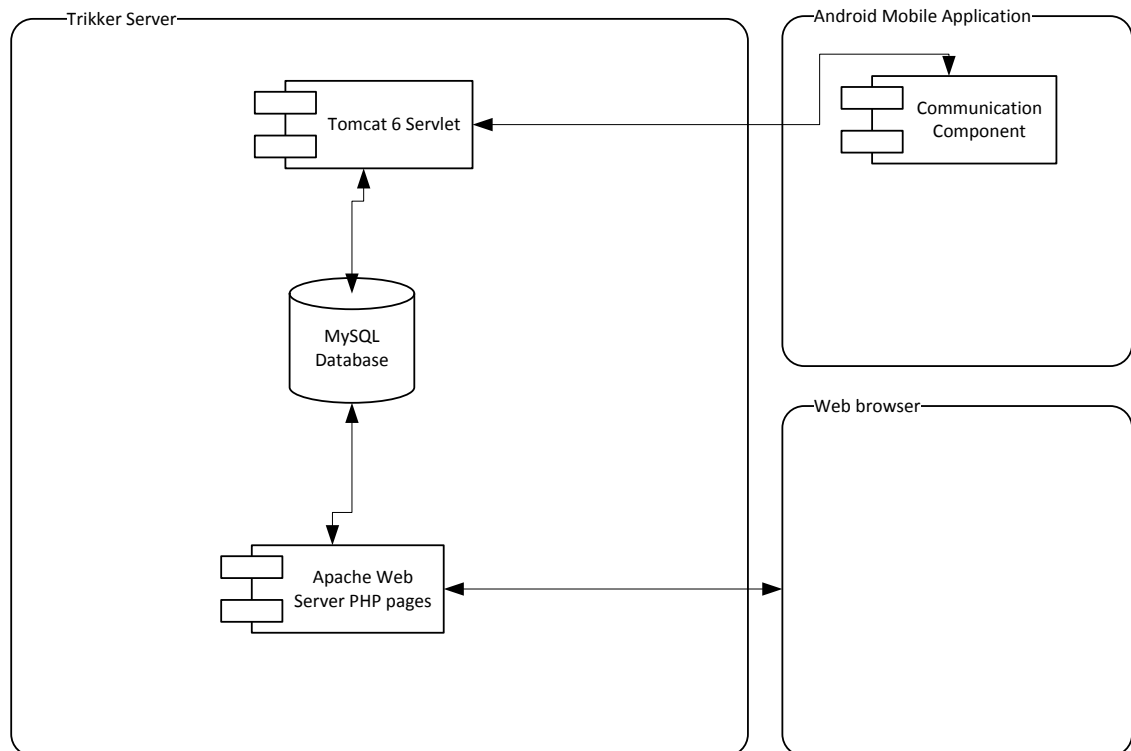 Trikker Server
Android Mobile Application
Tomcat 6 Servlet
Communication
Component
MySQL
Database
Web browser
Apache Web
Server PHP pages